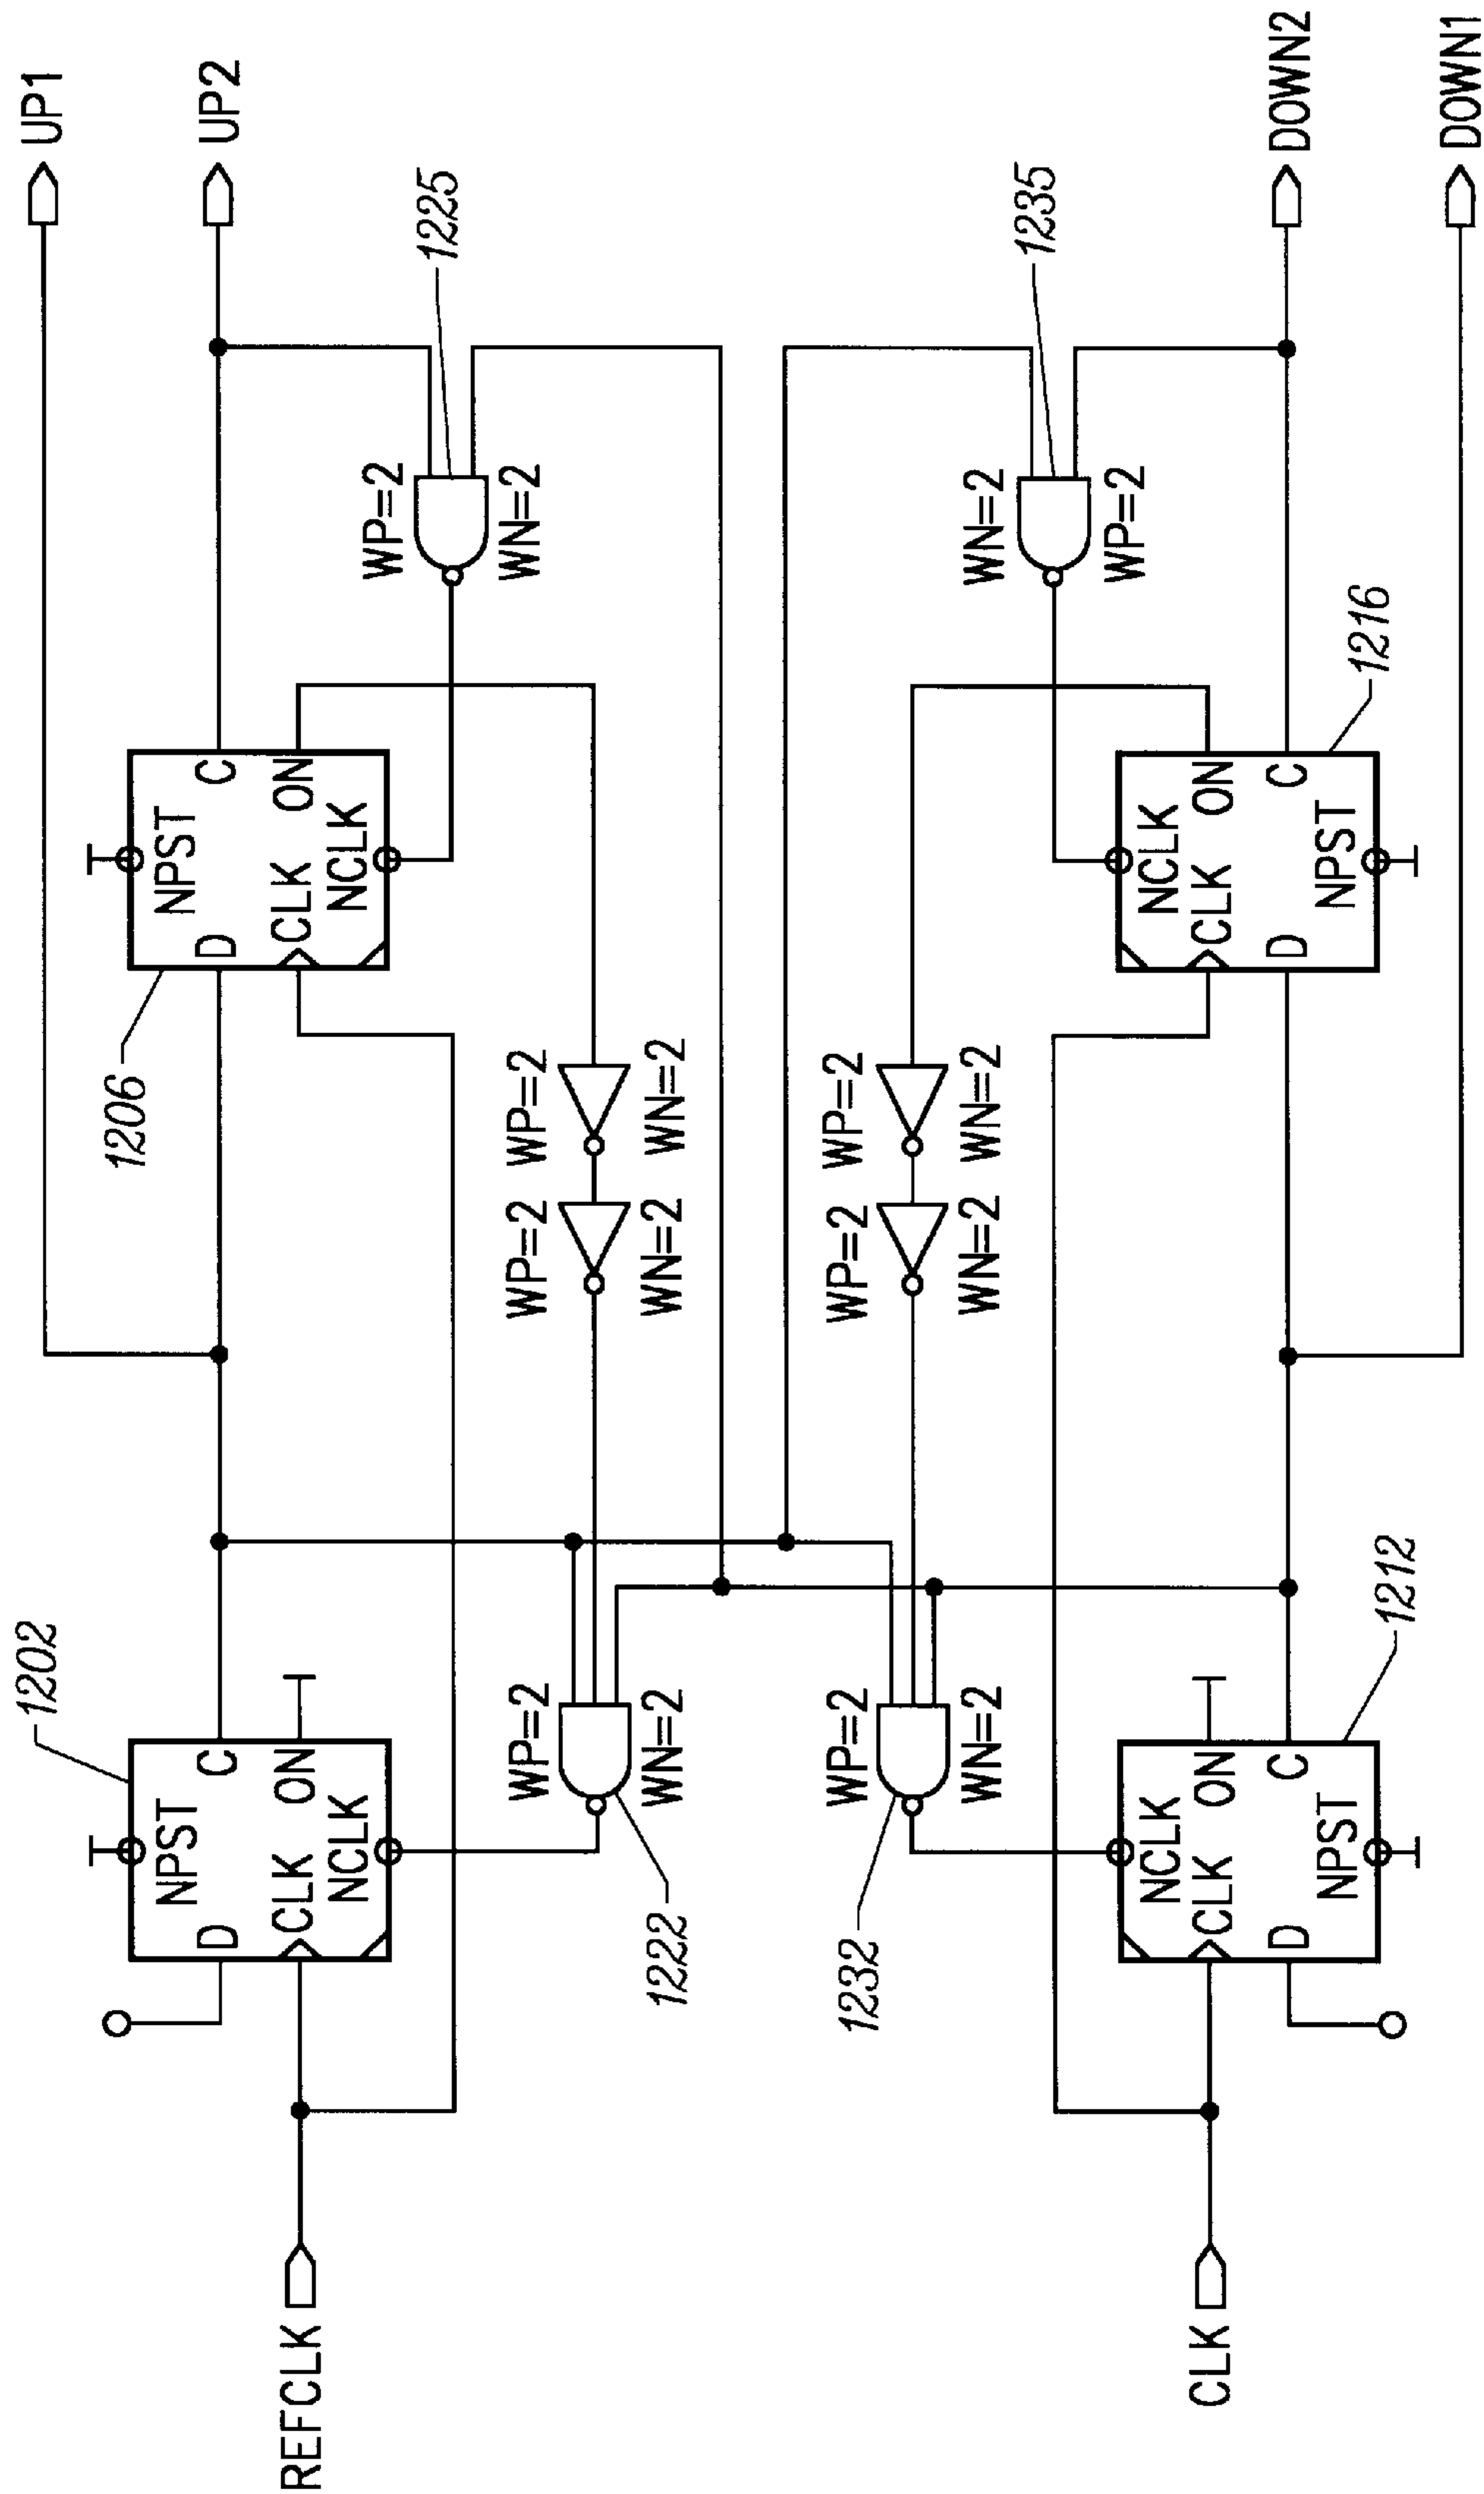 UP1
UP2
DOWN2
DOWN1
1225
1235
WP=2
WN=2
WN=2
WP=2
1216
NPST
D
C
CLK
ON
NCLK
NCLK
CLK
ON
D
C
NPST
1206
WP=2
WN=2
WP=2
WN=2
WP=2
WN=2
WP=2
WN=2
1202
1212
NPST
D
C
CLK
ON
NCLK
WP=2
WN=2
WP=2
WN=2
NCLK
CLK
ON
D
C
NPST
1222
1232
REFCLK
CLK